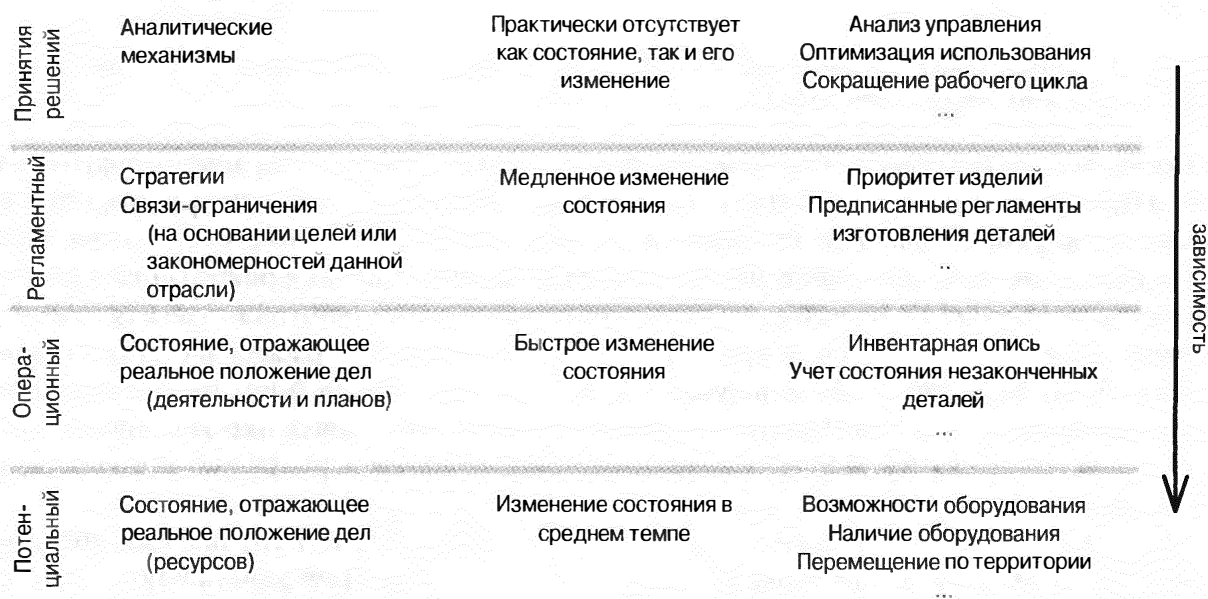 Принятия
решений
Аналитические
механизмы
Практически отсутствует
как состояние, так и его
изменение
Анализ управления
Оптимизация использования
Сокращение рабочего цикла
...
Регламентный
Стратегии
Связи-ограничения
(на основании целей или
закономерностей данной
отрасли)
Медленное изменение
состояния
Приоритет изделий
Предписанные регламенты
изготовления деталей
..
Опера-
ционный
Состояние, отражающее
реальное положение дел
(деятельности и планов)
Быстрое изменение
состояния
Инвентарная опись
Учет состояния незаконченных
деталей
...
Потен-
циальный
Состояние, отражающее
реальное положение дел
(ресурсов)
Изменение состояния в
среднем темпе
Возможности оборудования
Наличие оборудования
Перемещение по территории
...
зависимость